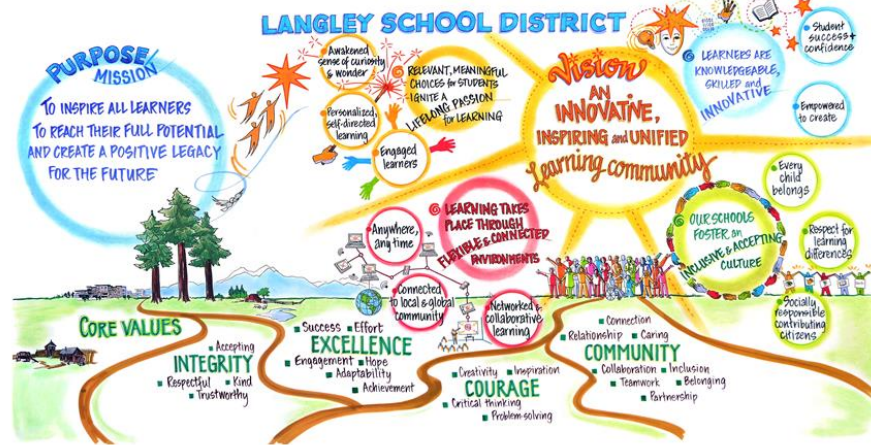 LANGLEY SCHOOL DISTRICT
PURPOSE/
MISSION
TO INSPIRE ALL LEARNERS
TO REACH THEIR FULL POTENTIAL
AND CREATE A POSITIVE LEGACY
FOR THE FUTURE
Awakened
sense of curiosity
& wonder
Personalized,
self-directed
learning
Engaged
learners
RELEVANT, MEANINGFUL
CHOICES for STUDENTS
IGNITE A
LIFELONG PASSION
for LEARNING
Vision
AN
INNOVATIVE,
INSPIRING and UNIFIED
Learning community
LEARNERS ARE
KNOWLEDGEABLE,
SKILLED and
INNOVATIVE
Student
success +
confidence
Empowered
to create
Anywhere,
any time
Connected
to local & global
community
Networked &
collaborative
learning
LEARNING TAKES
PLACE THROUGH
FLEXIBLE & CONNECTED
ENVIRONMENTS
OUR SCHOOLS
FOSTER an
INCLUSIVE & ACCEPTING
CULTURE
Every
child
belongs
Respect for
learning
differences
Socially
responsible
contributing
citizens
CORE VALUES
Accepting
INTEGRITY
Respectful Kind
Trustworthy
Success Effort
EXCELLENCE
Engagement Hope
Adaptability
Achievement
Creativity Inspiration
COURAGE
Critical thinking
Problem-solving
Connection
Relationship Caring
COMMUNITY
Collaboration Inclusion
Teamwork Belonging
Partnership